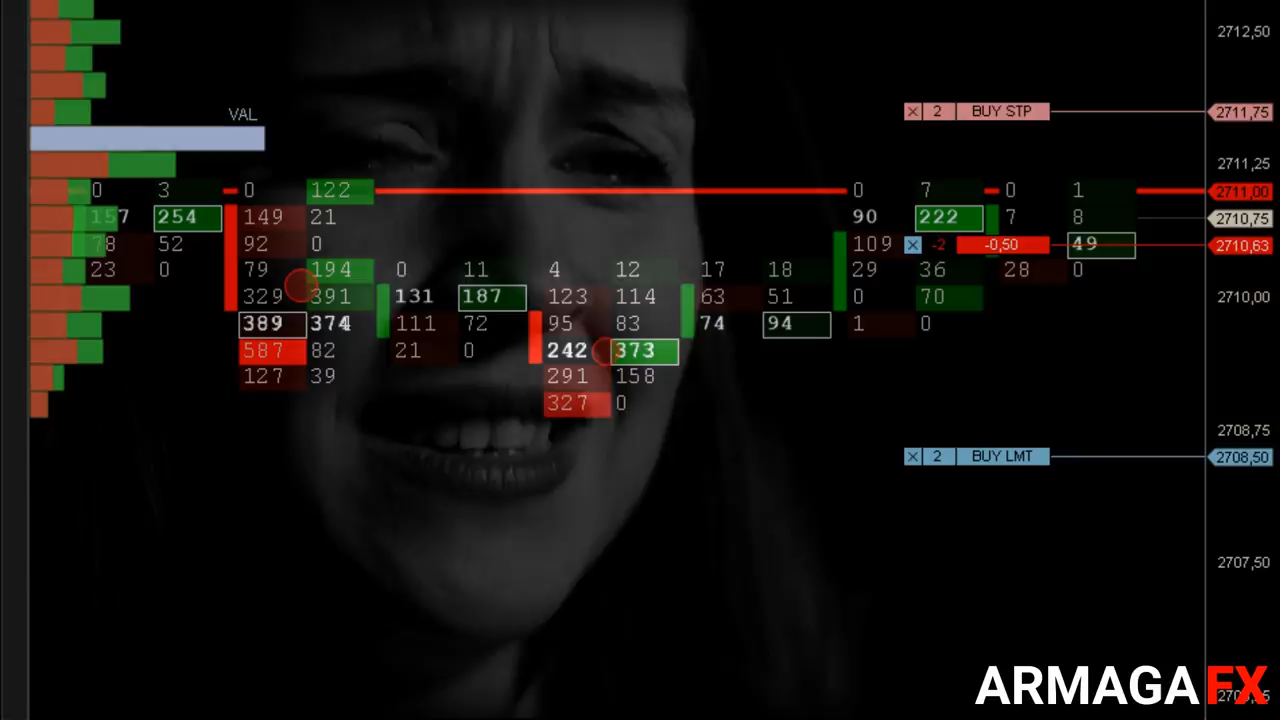 2712,50
2 BUY STP 2711,75
VAL
2711,25
0 3 0 122 0 7 0 1 2711,00
157 254 149 21 90 222 7 8 2710,75
78 52 92 0 109 -2 -0,50 49 2710,63
23 0 79 194 0 11 4 12 17 18 29 36 28 0
329 391 131 187 123 114 63 51 0 70 2710,00
389 374 111 72 95 83 74 94 1 0
587 82 21 0 242 373
127 39 291 158
327 0
2708,75
2 BUY LMT 2708,50
2707,50
ARMAGAFX